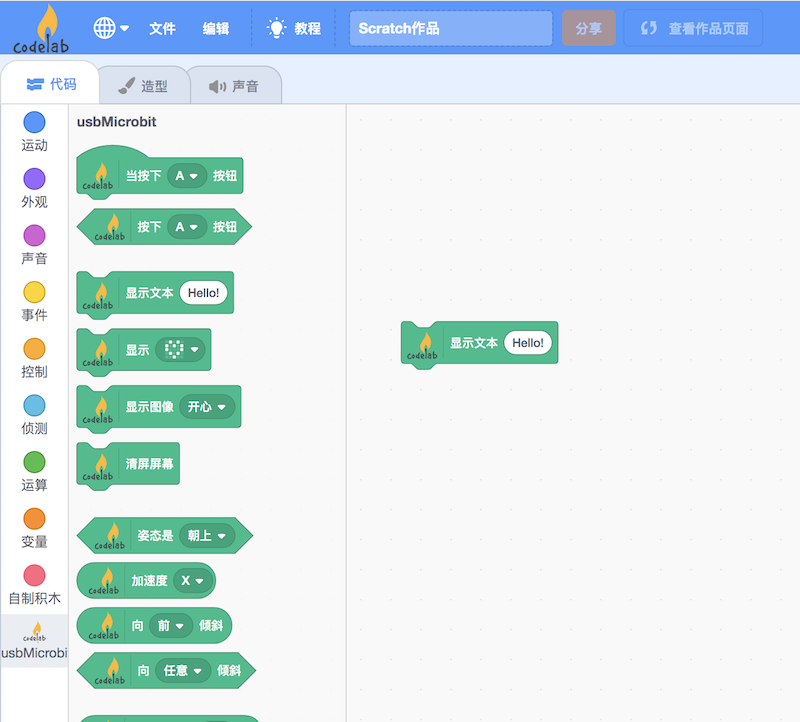 codelab
文件
编辑
教程
Scratch作品
分享
查看作品页面
代码
造型
声音
运动
外观
声音
事件
控制
侦测
运算
变量
自制积木
codelab
usbMicrobi
usbMicrobit
codelab 当按下 A 按钮
codelab 按下 A 按钮
codelab 显示文本 Hello!
codelab 显示
codelab 显示图像 开心
codelab 清屏屏幕
codelab 姿态是 朝上
codelab 加速度 X
codelab 向 前 倾斜
codelab 向 任意 倾斜
codelab 显示文本 Hello!